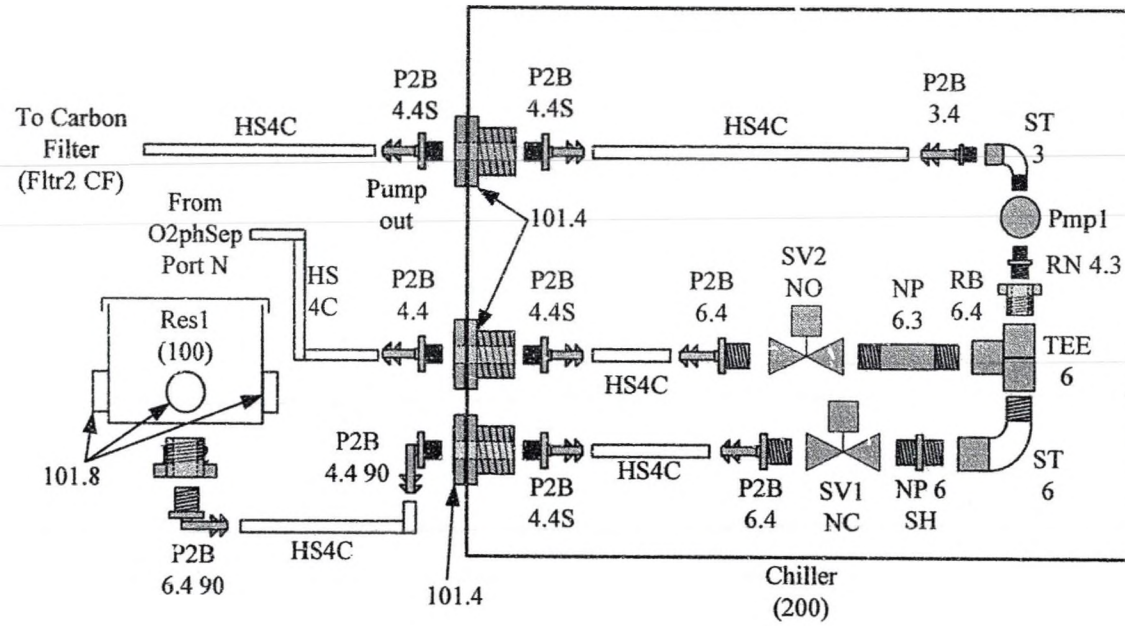 To Carbon
Filter
(Fltr2 CF)
HS4C
P2B
4.4S
Pump
out
P2B
4.4S
HS4C
P2B
3.4
ST
3
Pmp1
RN 4.3
101.4
From
O2phSep
Port N
HS
4C
P2B
4.4
P2B
4.4S
HS4C
P2B
6.4
SV2
NO
NP
6.3
RB
6.4
TEE
6
Res1
(100)
101.8
P2B
6.4 90
HS4C
P2B
4.4 90
101.4
P2B
4.4S
HS4C
P2B
6.4
SV1
NC
NP 6
SH
ST
6
Chiller
(200)